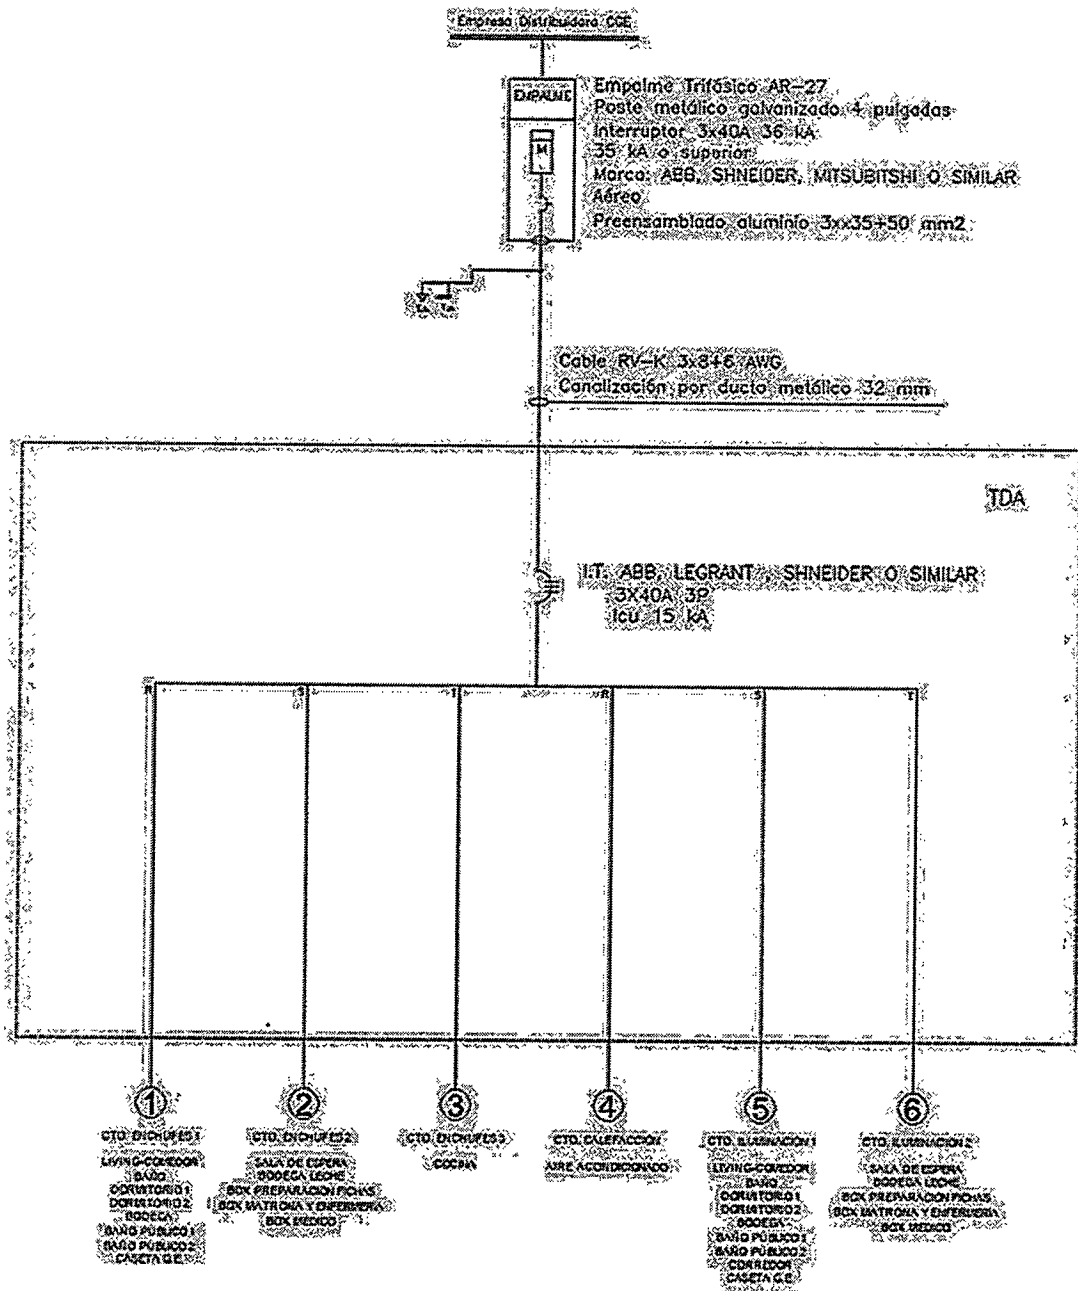 Empresa Distribuidora CGE
EMPALME
M
Empalme Trifásico AR-27
Poste metálico galvanizado 4 pulgadas
Interruptor 3x40A 36 kA
35 kA o superior
Marca: ABB, SHNEIDER, MITSUBITSHI O SIMILAR
Aéreo
Preensamblado aluminio 3xx35+50 mm2
Cable RV-K 3x8+6 AWG
Canalización por ducto metálico 32 mm
TDA
I.T. ABB, LEGRANT, SHNEIDER O SIMILAR
3X40A 3P
Icu 15 kA
R S T R S T
1
CTO. ENCHUFES 1
LIVING-COMEDOR
BAÑO
DORMITORIO 1
DORMITORIO 2
BODEGA
BAÑO PÚBLICO 1
BAÑO PÚBLICO 2
CASETA G.E
2
CTO. ENCHUFES 2
SALA DE ESPERA
BODEGA LECHE
BOX PREPARACION FICHAS
BOX MATRONA Y ENFERMERIA
BOX MEDICO
3
CTO. ENCHUFES 3
COCINA
4
CTO. CALEFACCIÓN
AIRE ACONDICIONADO
5
CTO. ILUMINACIÓN 1
LIVING-COMEDOR
BAÑO
DORMITORIO 1
DORMITORIO 2
BODEGA
BAÑO PÚBLICO 1
BAÑO PÚBLICO 2
CORREDOR
CASETA G.E
6
CTO. ILUMINACION 2
SALA DE ESPERA
BODEGA LECHE
BOX PREPARACION FICHAS
BOX MATRONA Y ENFERMERIA
BOX MEDICO